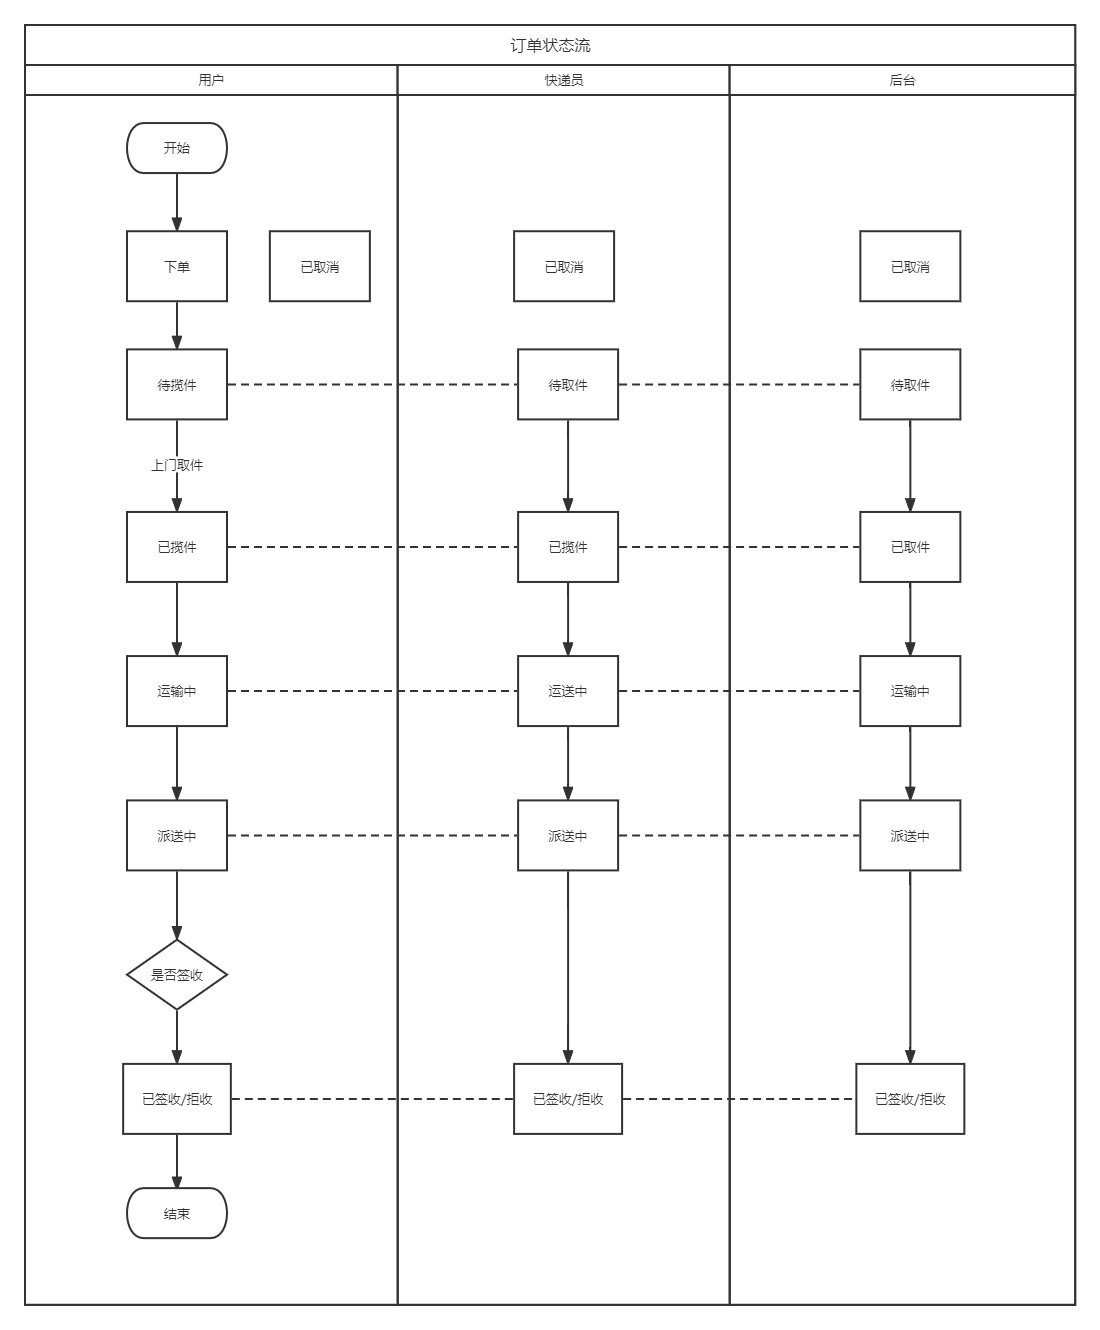 订单状态流
用户
快递员
后台
开始
下单
已取消
已取消
已取消
待揽件
待取件
待取件
上门取件
已揽件
已揽件
已取件
运输中
运送中
运输中
派送中
派送中
派送中
是否签收
已签收/拒收
已签收/拒收
已签收/拒收
结束